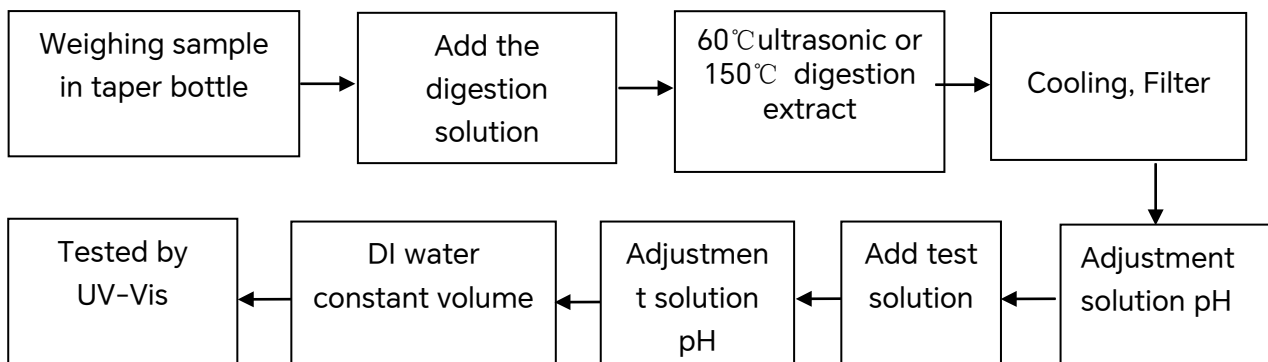 Weighing sample
in taper bottle
Add the
digestion
solution
60℃ultrasonic or
150℃ digestion
extract
Cooling, Filter
Adjustment
solution pH
Add test
solution
Adjustmen
t solution
pH
DI water
constant volume
Tested by
UV-Vis